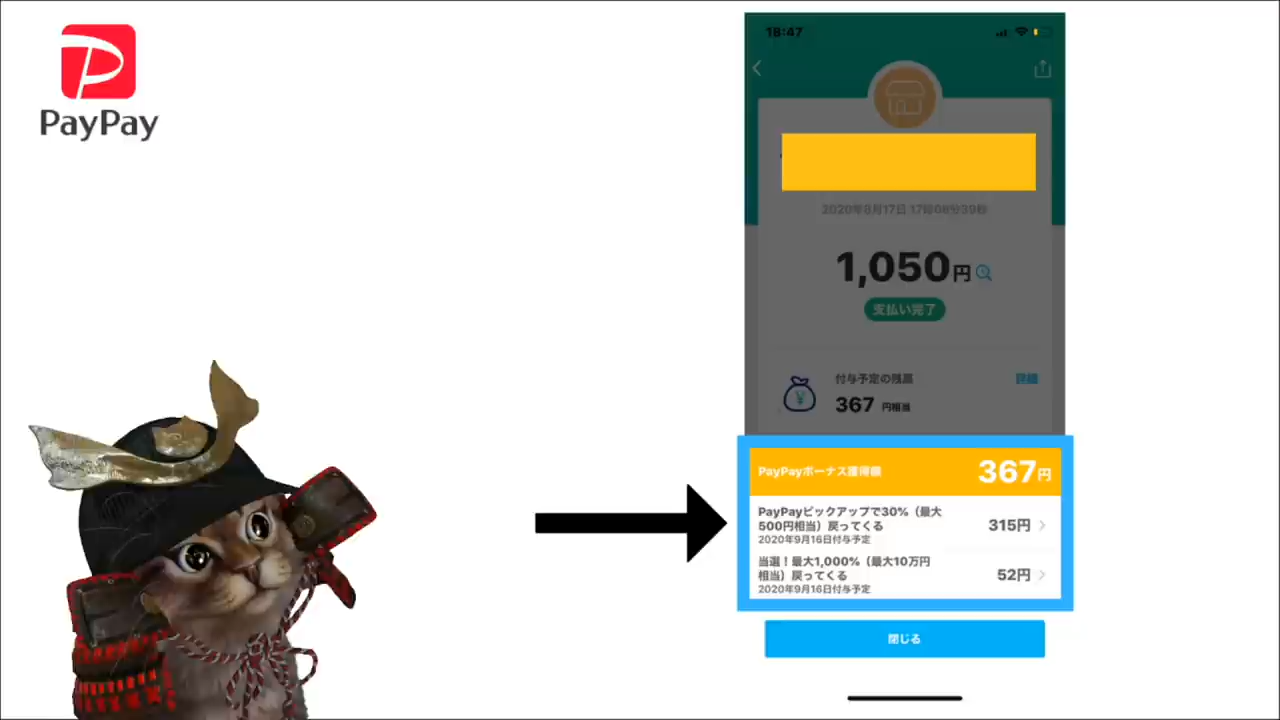 PayPay
18:47
2020年8月17日 17時08分39秒
1,050円
支払い完了
付与予定の残高
詳細
367 円相当
PayPayボーナス獲得額
367円
PayPayピックアップで30%（最大
500円相当）戻ってくる
315円
2020年9月16日付与予定
当選！最大1,000%（最大10万円
相当）戻ってくる
52円
2020年9月16日付与予定
閉じる